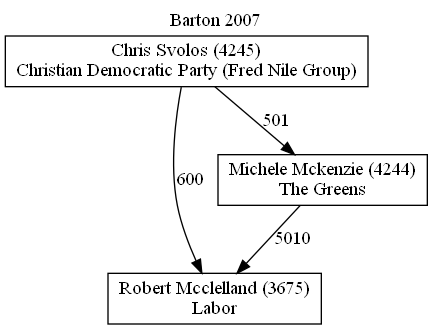 Barton 2007
Chris Svolos (4245)
Christian Democratic Party (Fred Nile Group)
501
Michele Mckenzie (4244)
The Greens
600
5010
Robert Mcclelland (3675)
Labor